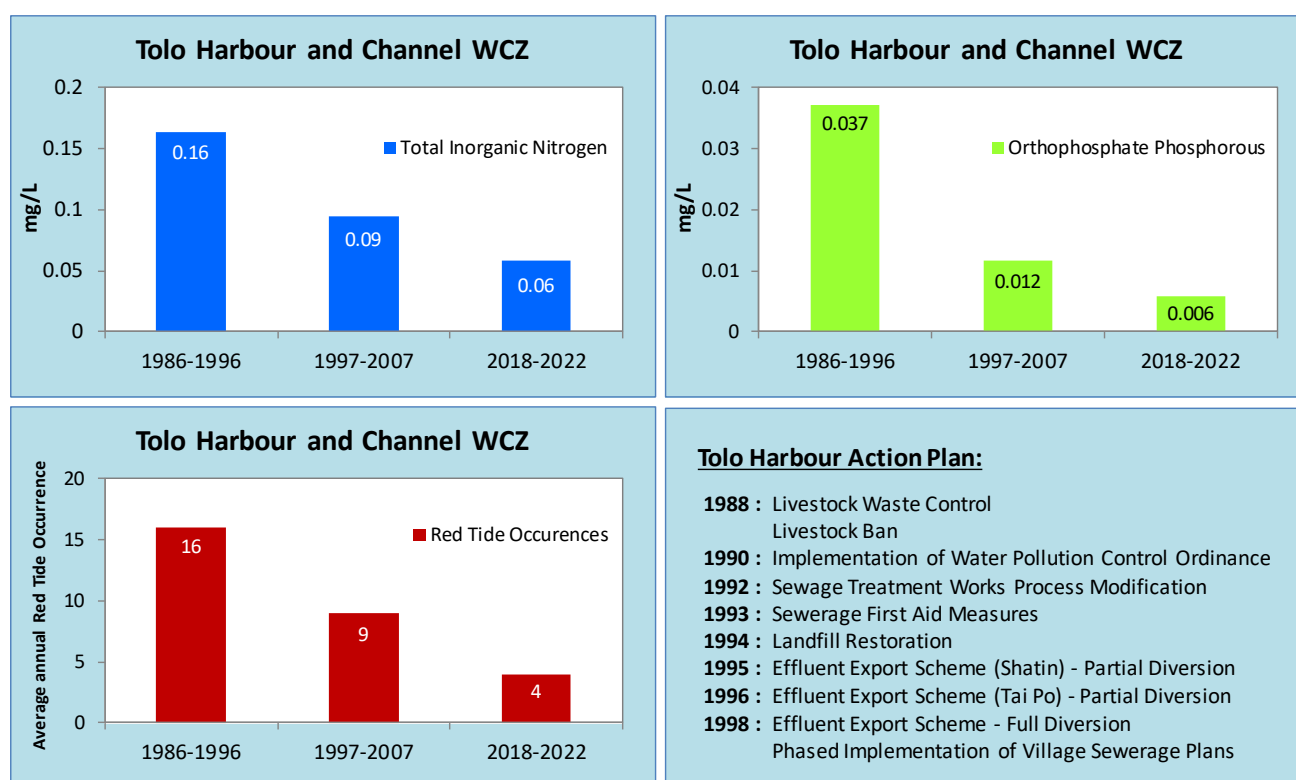 Tolo Harbour and Channel WCZ
mg/L
0.2
0.15
0.1
0.05
0
0.16
0.09
0.06
Total Inorganic Nitrogen
1986-1996 1997-2007 2018-2022
Tolo Harbour and Channel WCZ
mg/L
0.04
0.03
0.02
0.01
0
0.037
0.012
0.006
Orthophosphate Phosphorous
1986-1996 1997-2007 2018-2022
Tolo Harbour and Channel WCZ
Average annual Red Tide Occurrence
20
15
10
5
0
16
9
4
Red Tide Occurences
1986-1996 1997-2007 2018-2022
Tolo Harbour Action Plan:
1988 : Livestock Waste Control
Livestock Ban
1990 : Implementation of Water Pollution Control Ordinance
1992 : Sewage Treatment Works Process Modification
1993 : Sewerage First Aid Measures
1994 : Landfill Restoration
1995 : Effluent Export Scheme (Shatin) - Partial Diversion
1996 : Effluent Export Scheme (Tai Po) - Partial Diversion
1998 : Effluent Export Scheme - Full Diversion
Phased Implementation of Village Sewerage Plans